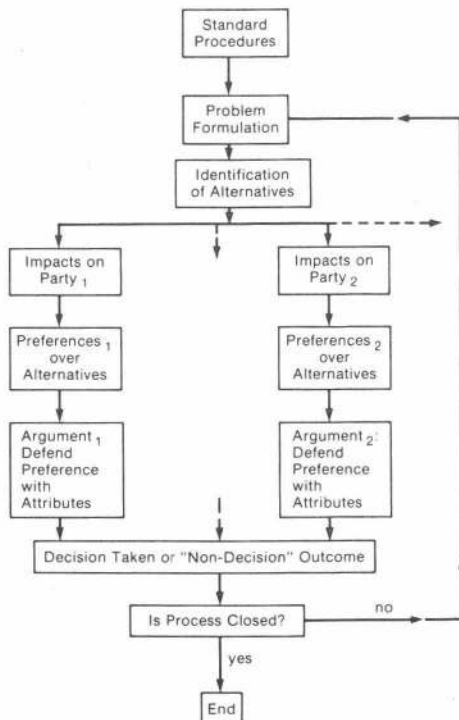 Standard
Procedures
Problem
Formulation
Identification
of Alternatives
Impacts on
Party 1
Impacts on
Party 2
Preferences 1
over
Alternatives
Preferences 2
over
Alternatives
Argument 1
Defend
Preference
with
Attributes
Argument 2:
Defend
Preference
with
Attributes
Decision Taken or "Non-Decision" Outcome
Is Process Closed?
no
yes
End